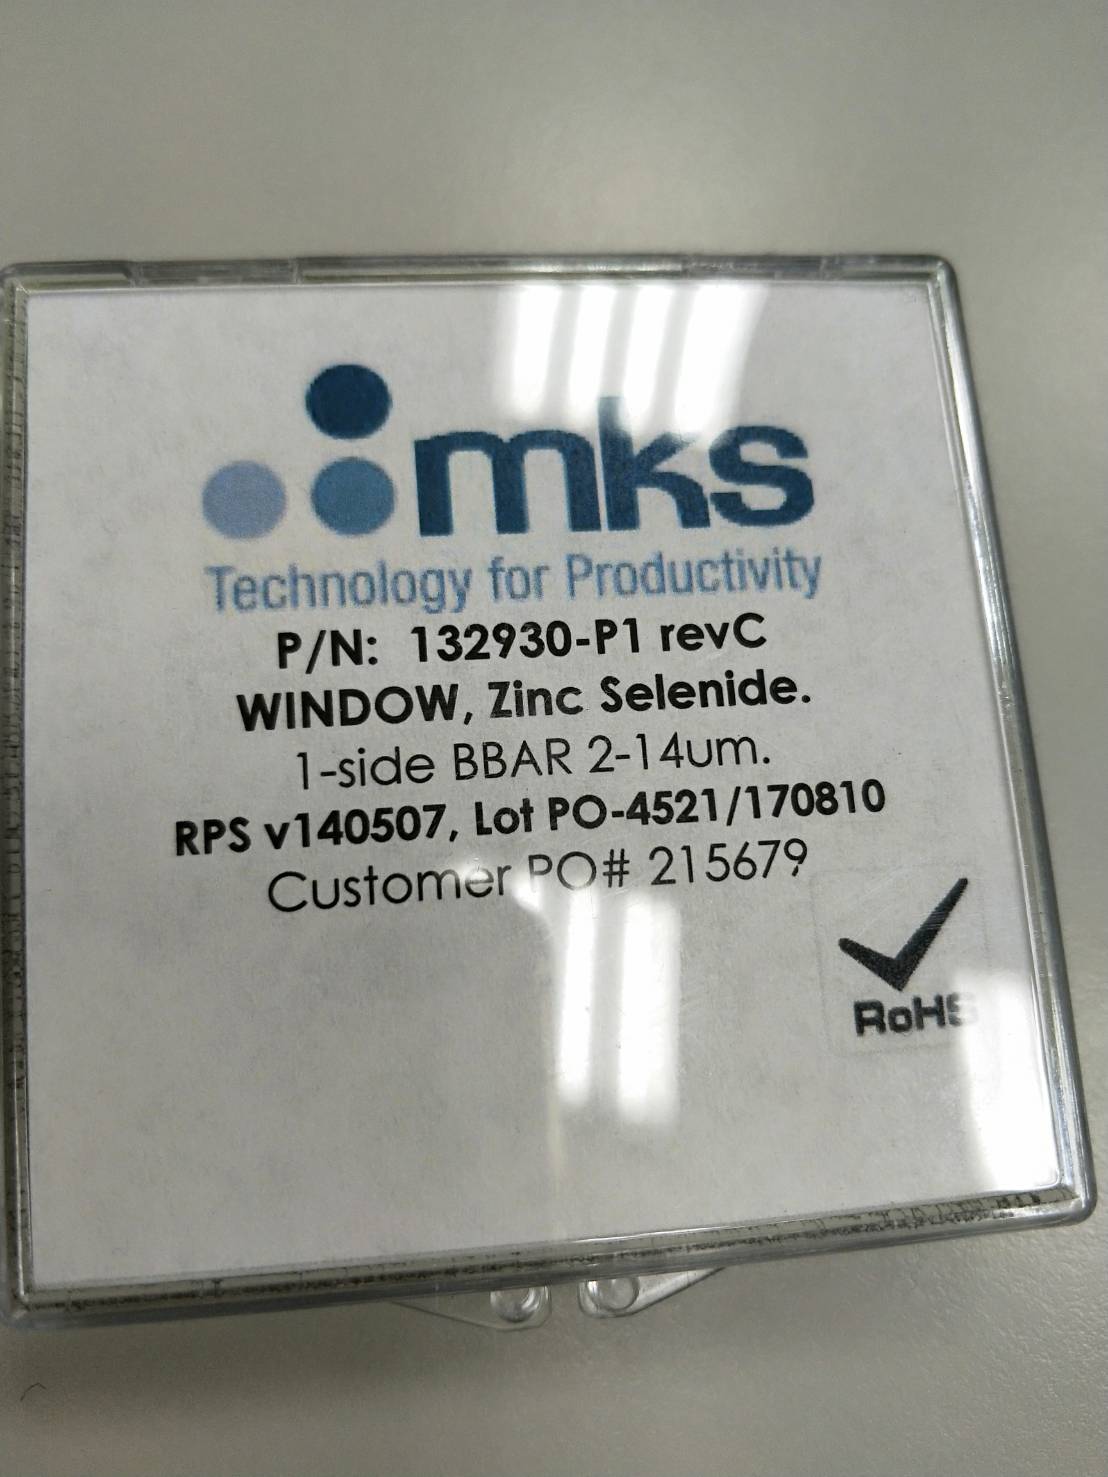 mks
Technology for Productivity
P/N: 132930-P1 revC
WINDOW, Zinc Selenide.
1-side BBAR 2-14um.
RPS v140507, Lot PO-4521/170810
Customer PO# 215679
RoHS